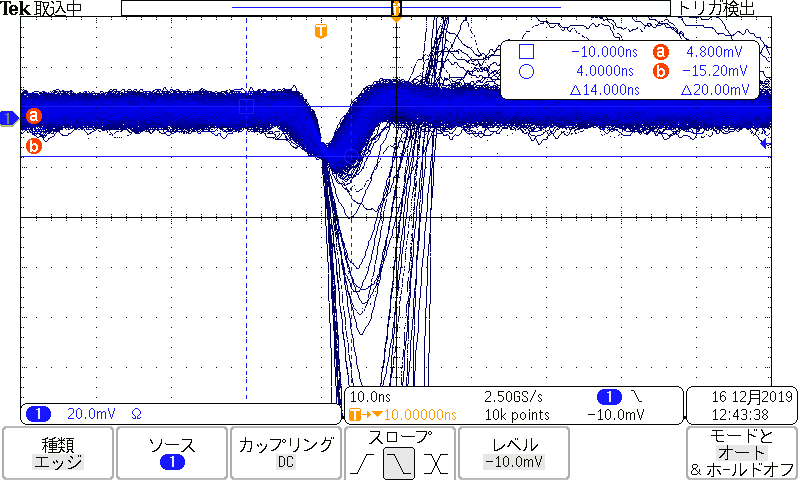 Tek 取込中
トリガ検出
T
T
−10.000ns a 4.800mV
4.0000ns b −15.20mV
Δ14.000ns Δ20.00mV
1
a
b
1 20.0mV Ω
10.0ns 2.50GS/s 1
T→▼10.00000ns 10k points −10.0mV
16 12月2019
12:43:38
種類
エッジ
ソース
1
カップリング
DC
スロープ
レベル
−10.0mV
モードと
オート
& ホールドオフ